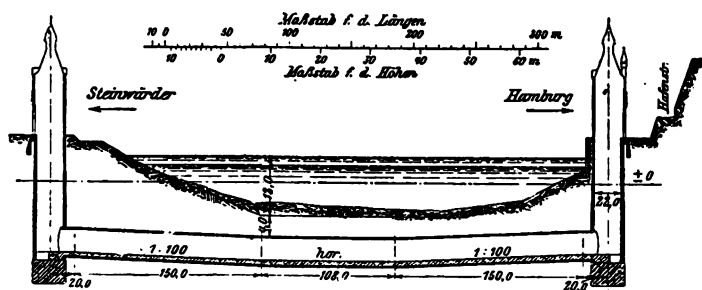 Maßstab f. d. Längen
10 0 50 100 200 300 m
10 0 10 20 30 40 50 60 m
Maßstab f. d. Höhen
Steinwärder
Hamburg
Hafenstr.
± 0
12,0
22,0
4,0
1 : 100
hor.
1 : 100
20,0
150,0
108,0
150,0
20,0